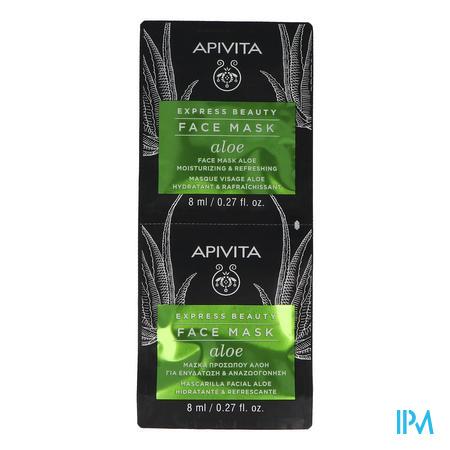 APIVITA
EXPRESS BEAUTY
FACE MASK
aloe
FACE MASK ALOE
MOISTURIZING & REFRESHING
MASQUE VISAGE ALOE
HYDRATANT & RAFRAÎCHISSANT
8 ml / 0.27 fl. oz.
APIVITA
EXPRESS BEAUTY
FACE MASK
aloe
ΜΑΣΚΑ ΠΡΟΣΩΠΟΥ ΑΛΟΗ
ΓΙΑ ΕΝΥΔΑΤΩΣΗ & ΑΝΑΖΩΟΓΟΝΗΣΗ
MASCARILLA FACIAL ALOE
HIDRATANTE & REFRESCANTE
8 ml / 0.27 fl. oz.
IPM